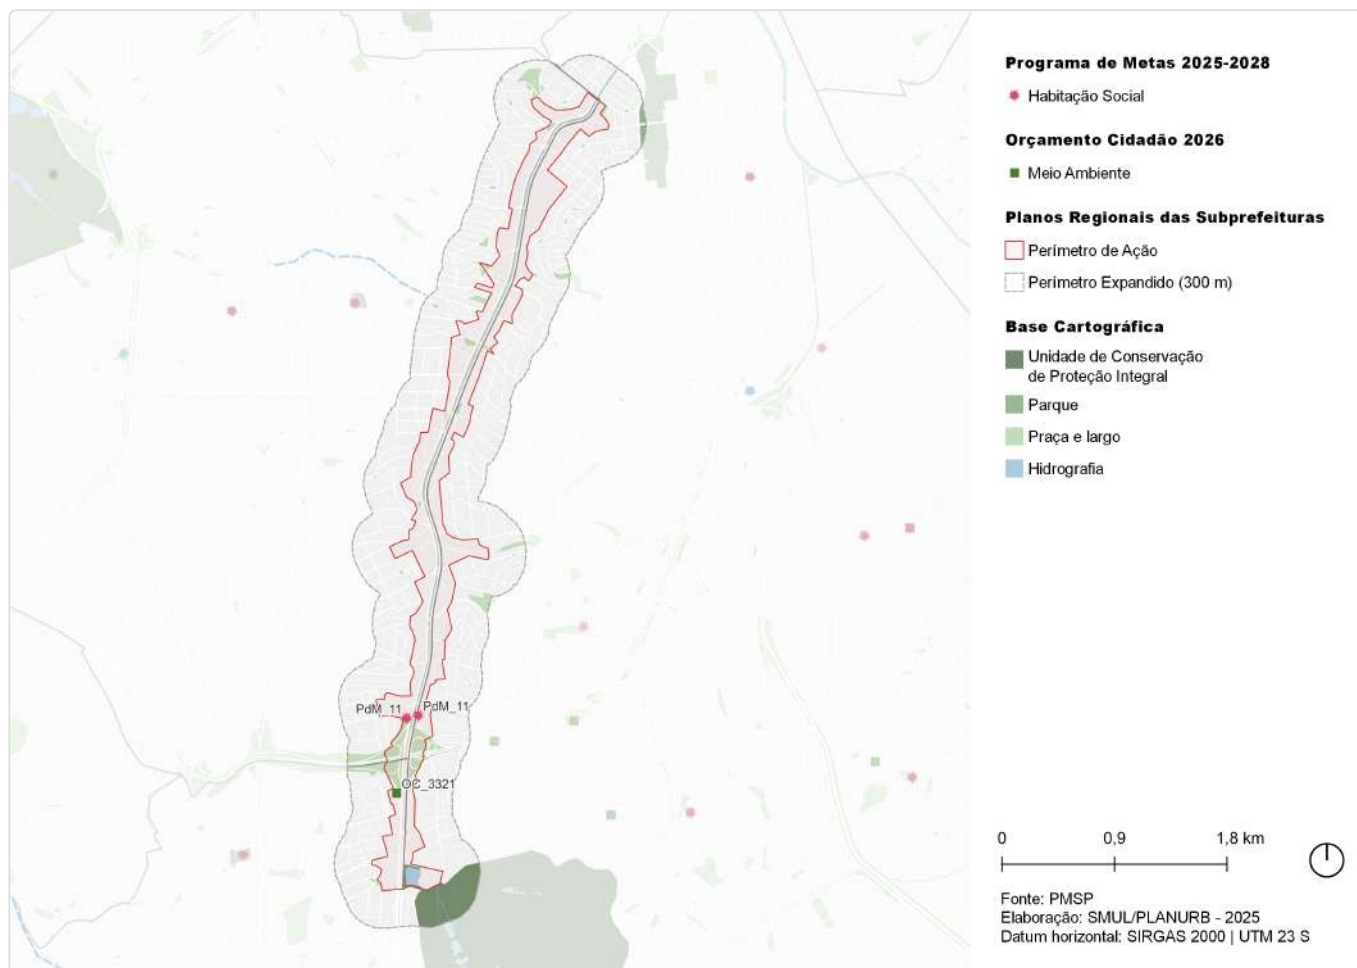 Programa de Metas 2025-2028
Habitação Social
Orçamento Cidadão 2026
Meio Ambiente
Planos Regionais das Subprefeituras
Perímetro de Ação
Perímetro Expandido (300 m)
Base Cartográfica
Unidade de Conservação
de Proteção Integral
Parque
Praça e largo
Hidrografia
PdM_11
PdM_11
OC_3321
0
0,9
1,8 km
Fonte: PMSP
Elaboração: SMUL/PLANURB - 2025
Datum horizontal: SIRGAS 2000 | UTM 23 S